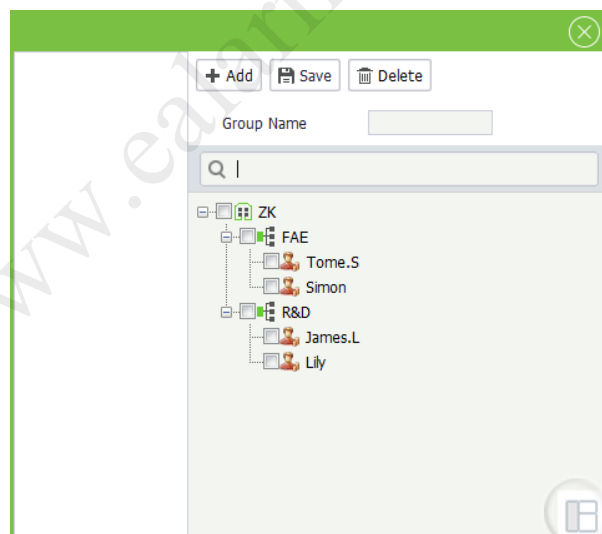 Add Save Delete
Group Name
ZK
FAE
Tome.S
Simon
R&D
James.L
Lily